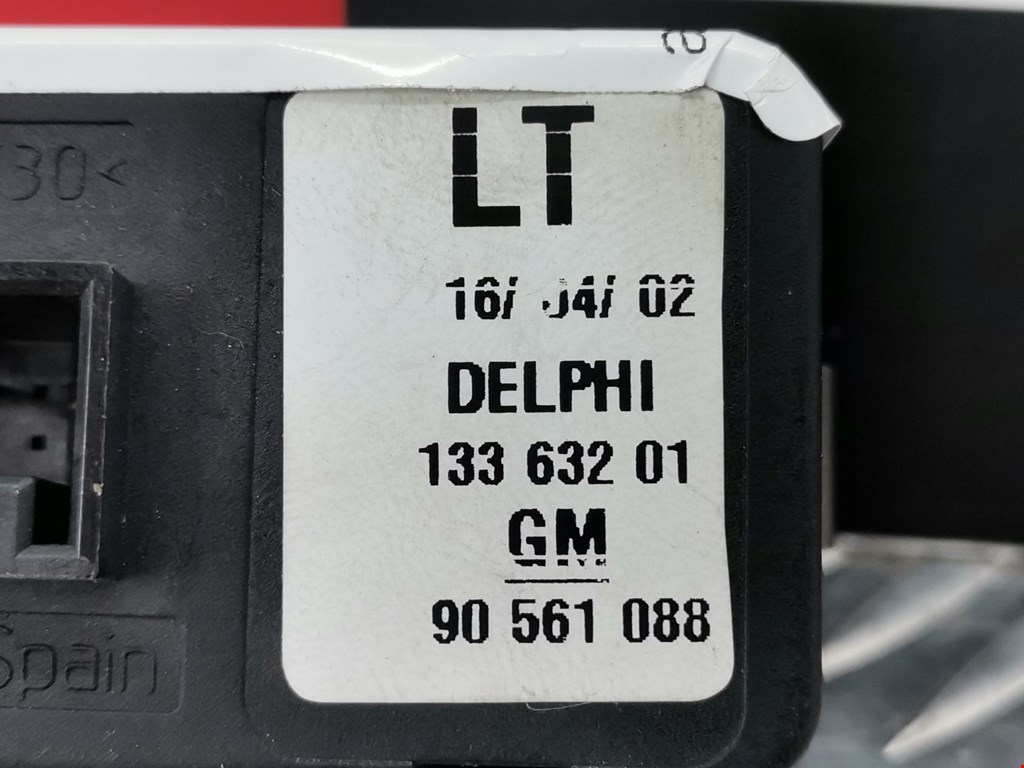 30<
LT
16/ 04/ 02
DELPHI
133 632 01
GM
90 561 088
Spain